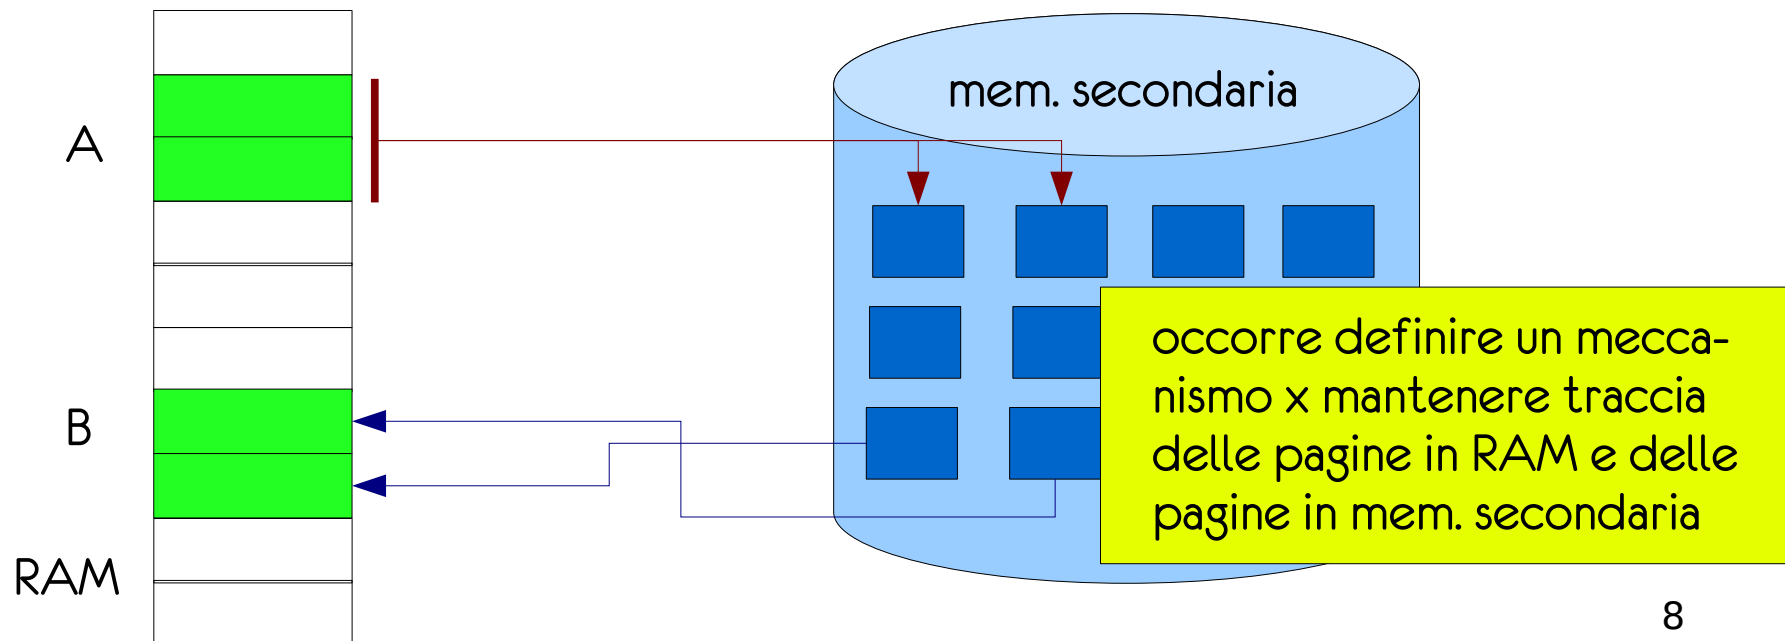 mem. secondaria
A
occorre definire un mecca-
nismo x mantenere traccia
delle pagine in RAM e delle
pagine in mem. secondaria
B
RAM
8